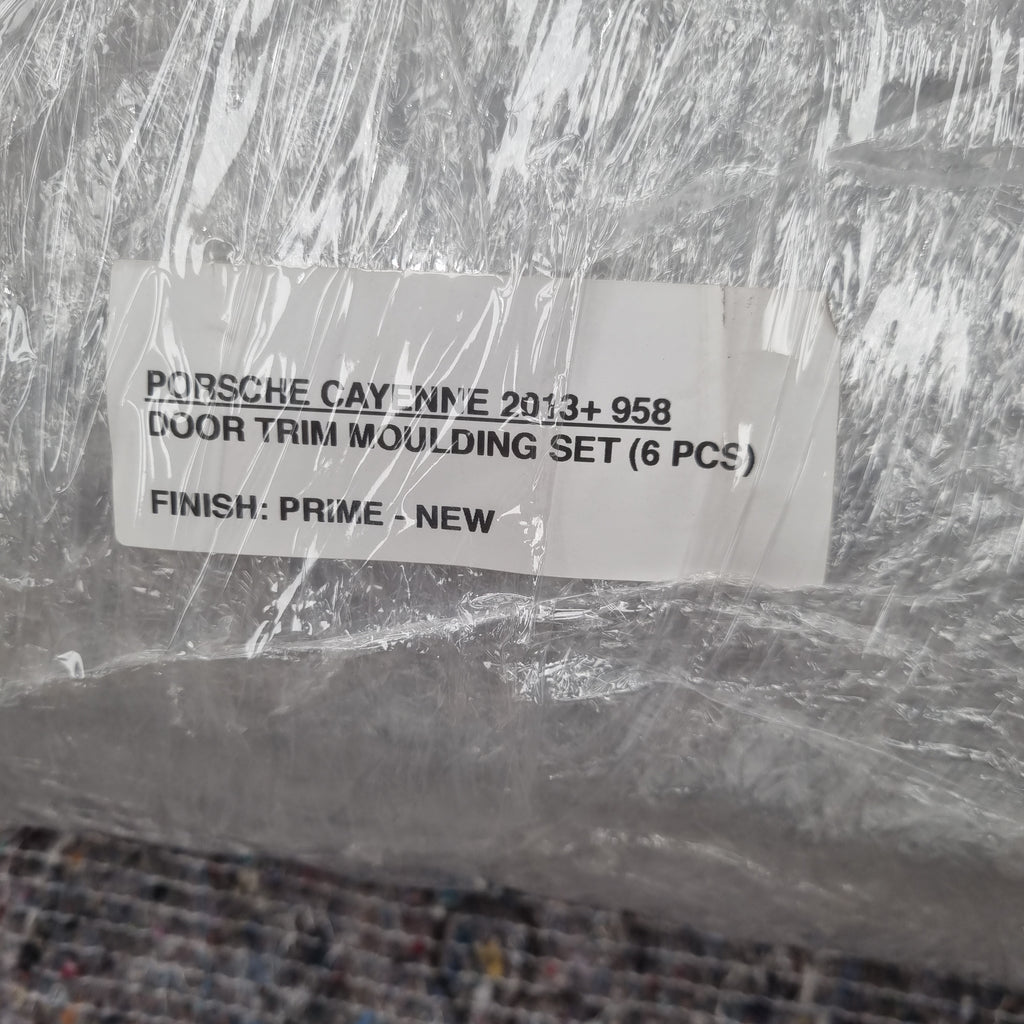 PORSCHE CAYENNE 2013+ 958
DOOR TRIM MOULDING SET (6 PCS)
FINISH: PRIME - NEW